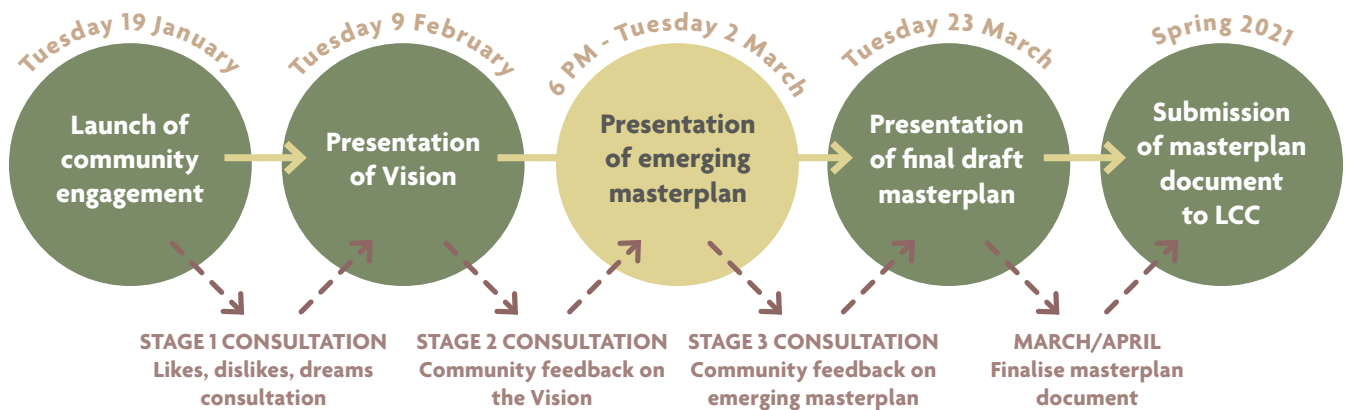 Tuesday 19 January
Launch of
community
engagement
Tuesday 9 February
Presentation
of Vision
6 PM - Tuesday 2 March
Presentation
of emerging
masterplan
Tuesday 23 March
Presentation
of final draft
masterplan
Spring 2021
Submission
of masterplan
document
to LCC
STAGE 1 CONSULTATION
Likes, dislikes, dreams
consultation
STAGE 2 CONSULTATION
Community feedback on
the Vision
STAGE 3 CONSULTATION
Community feedback on
emerging masterplan
MARCH/APRIL
Finalise masterplan
document